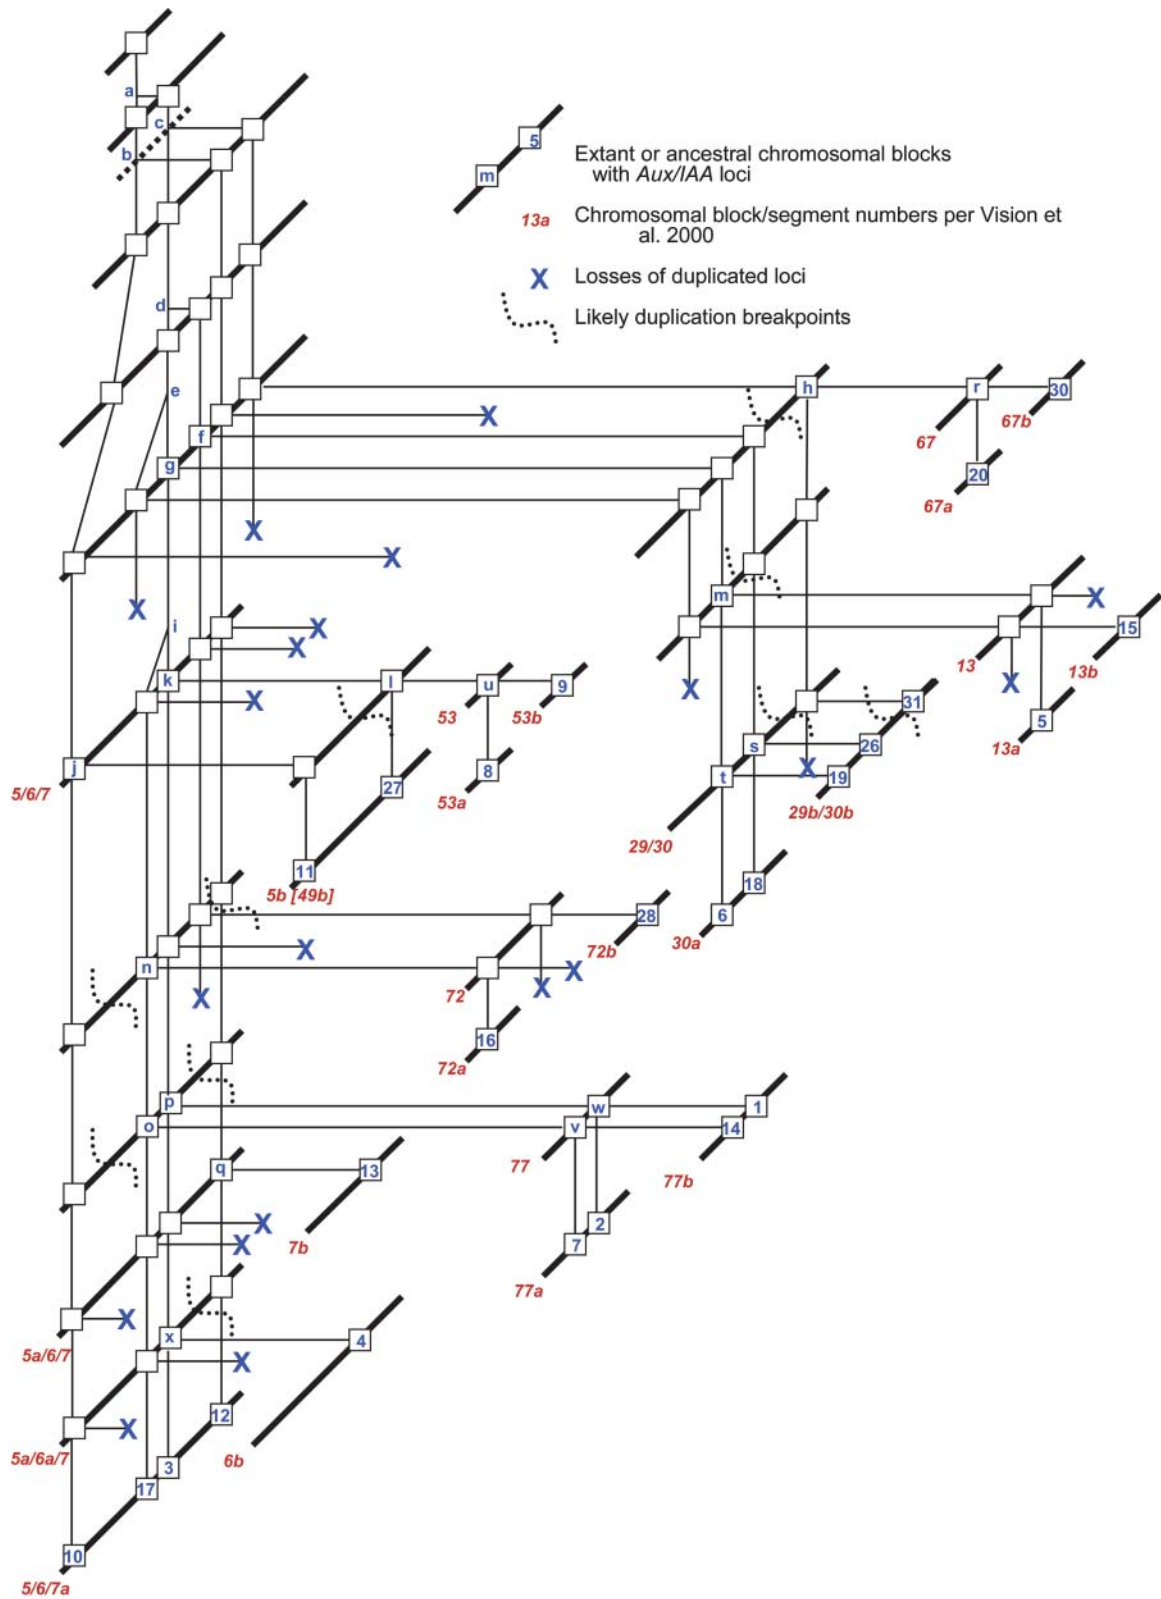 a
c
b
5
m
Extant or ancestral chromosomal blocks
with Aux/IAA loci
13a
Chromosomal block/segment numbers per Vision et
al. 2000
X
Losses of duplicated loci
Likely duplication breakpoints
d
e
h
r
30
67
67b
X
f
g
20
67a
X
X
m
X
X
15
13
13b
i
X
X
k
l
u
9
53
53b
X
X
X
5
13a
31
s
26
j
5/6/7
8
53a
27
t
X
19
29b/30b
29/30
11
5b [49b]
18
6
30a
28
72b
X
n
X
72
X
X
16
72a
p
w
1
o
v
14
77
77b
q
13
7b
X
X
2
7
77a
X
5a/6/7
x
4
X
X
5a/6a/7
12
6b
3
17
10
5/6/7a